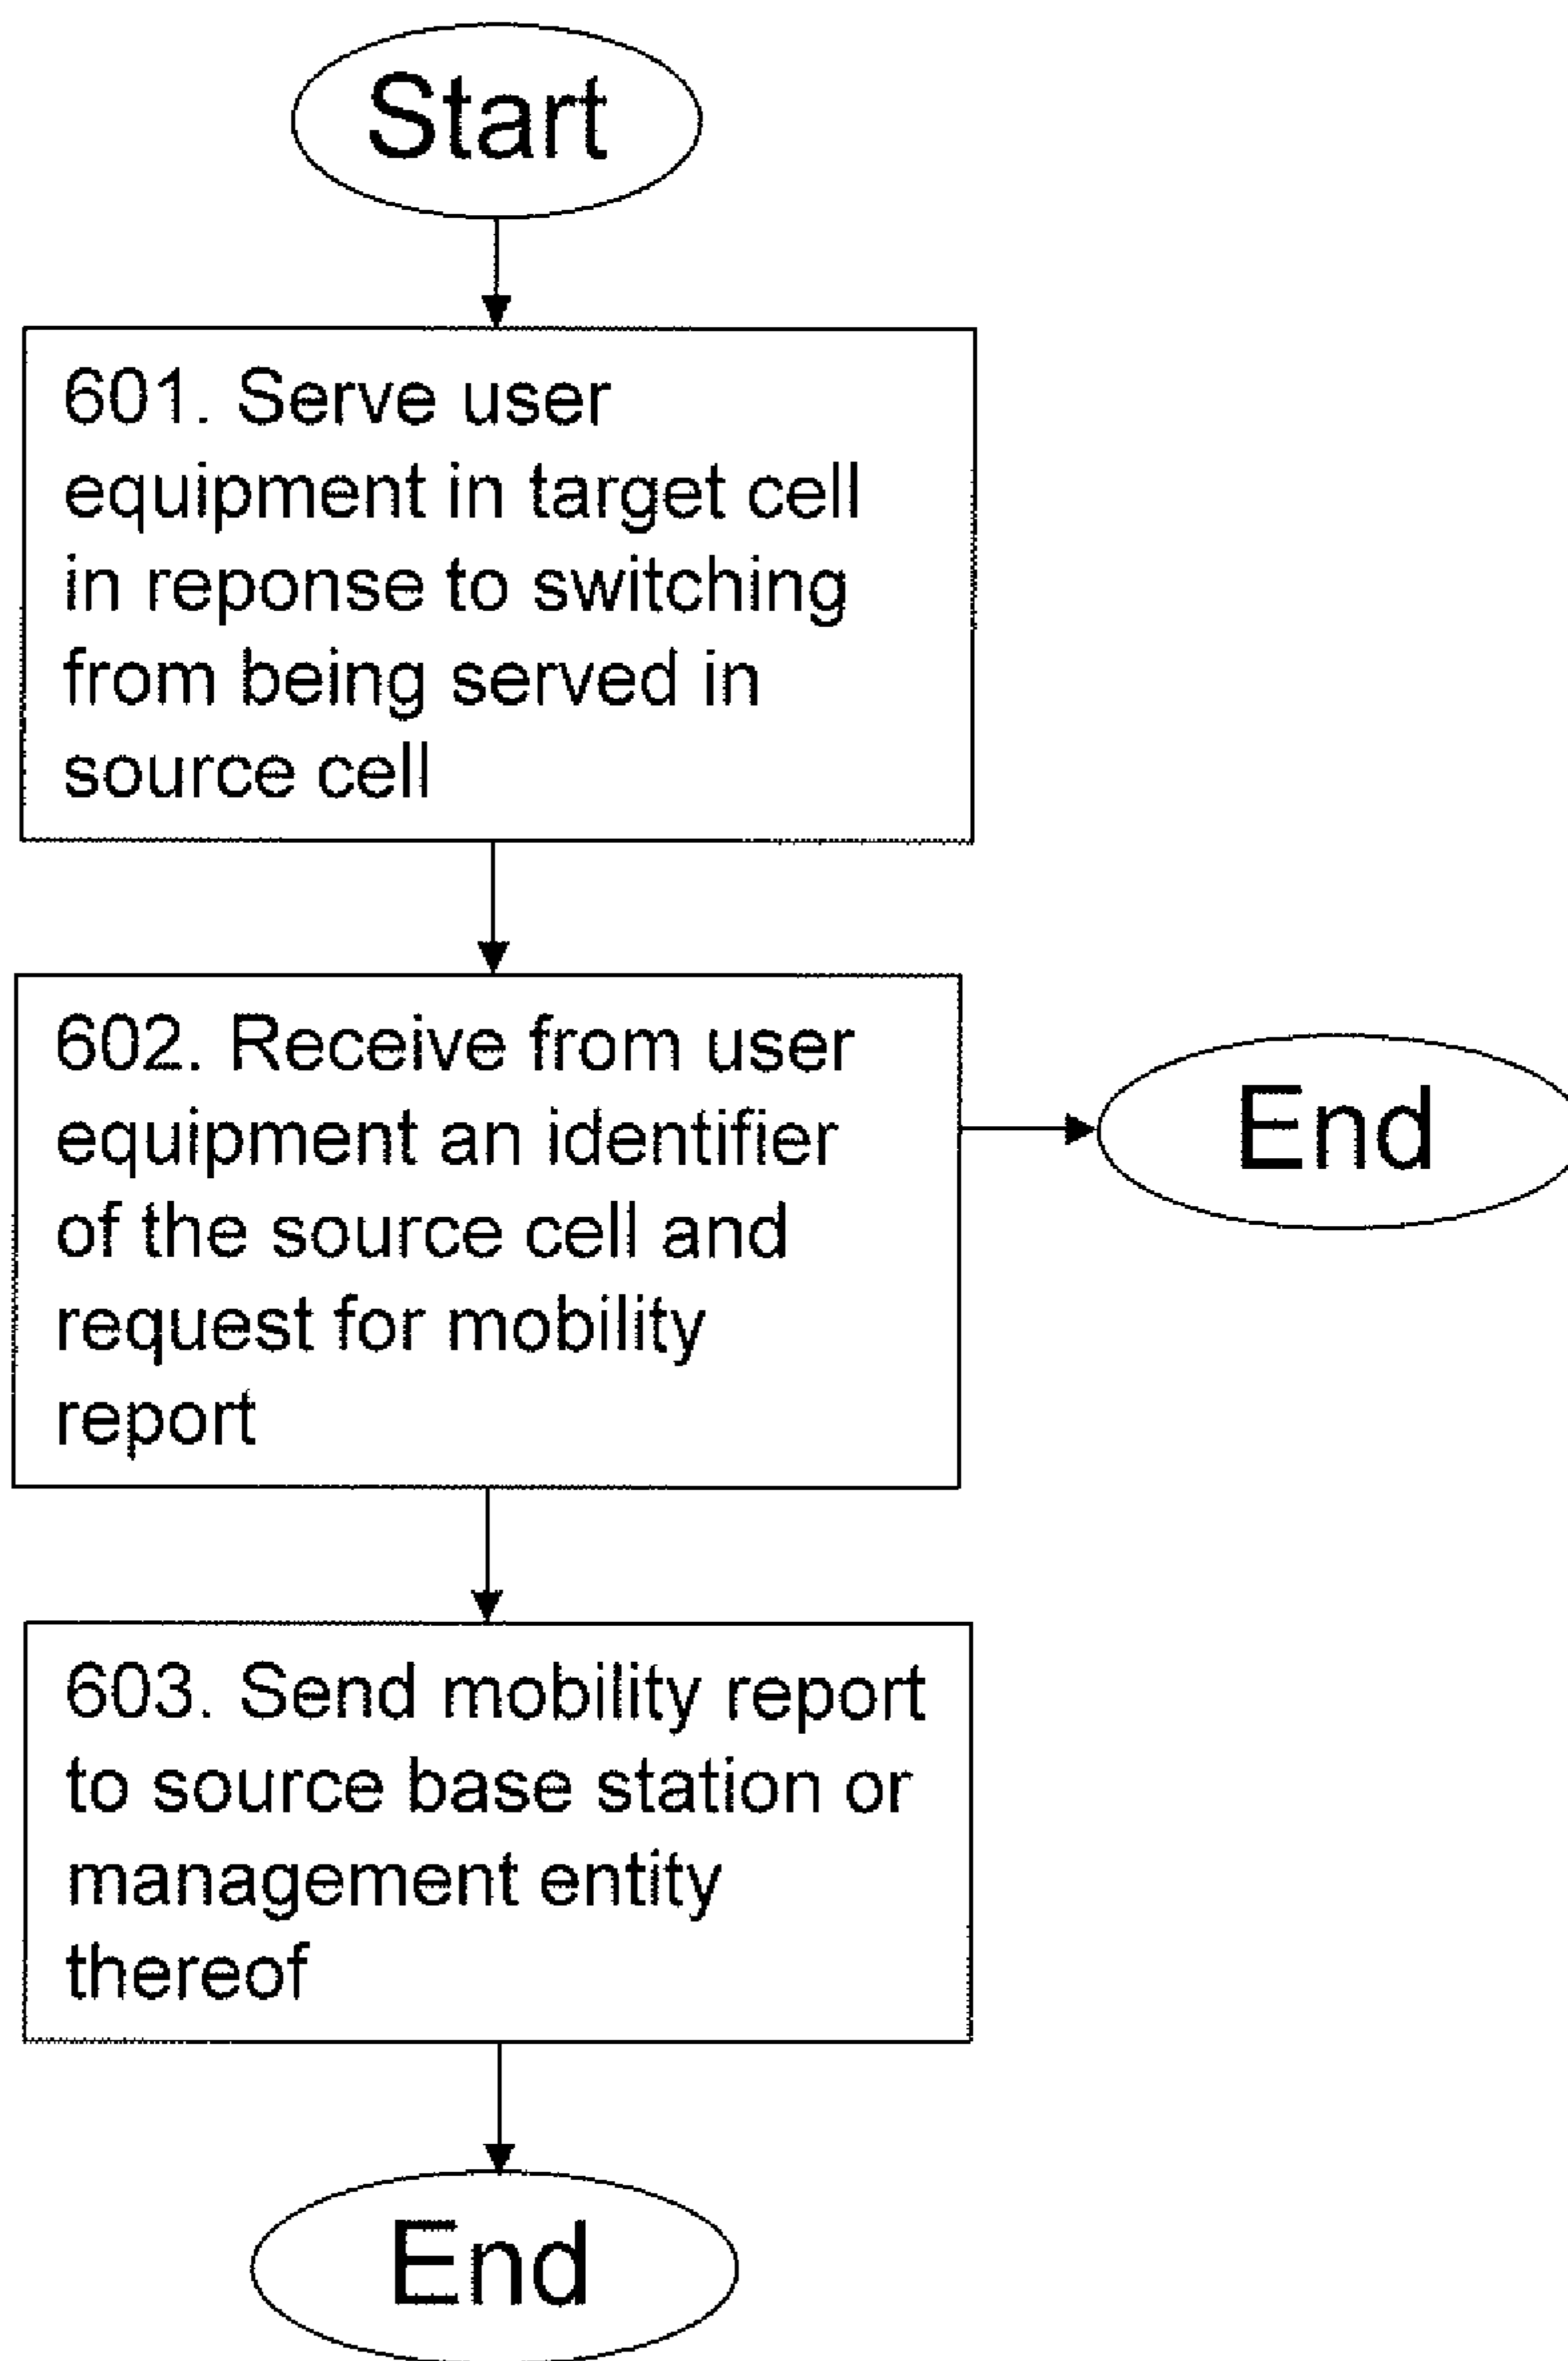 Start
601. Serve user
equipment in target cell
in reponse to switching
from being served in
source cell
602. Receive from user
equipment an identifier
of the source cell and
request for mobility
report
End
603. Send mobility report
to source base station or
management entity
thereof
End